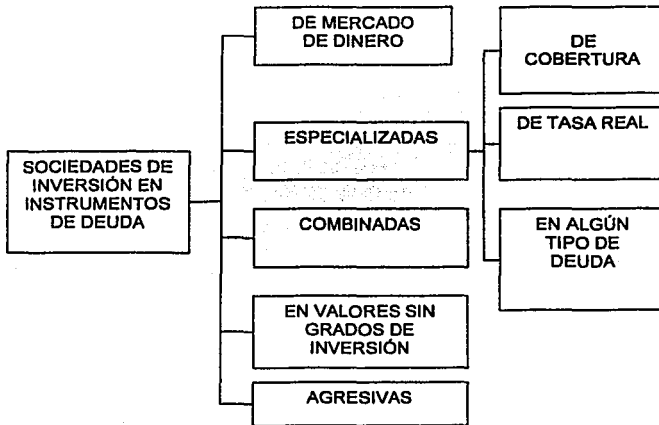 DE MERCADO
DE DINERO
DE
COBERTURA
ESPECIALIZADAS
DE TASA REAL
SOCIEDADES DE
INVERSIÓN EN
INSTRUMENTOS
DE DEUDA
COMBINADAS
EN ALGÚN
TIPO DE
DEUDA
EN VALORES SIN
GRADOS DE
INVERSIÓN
AGRESIVAS